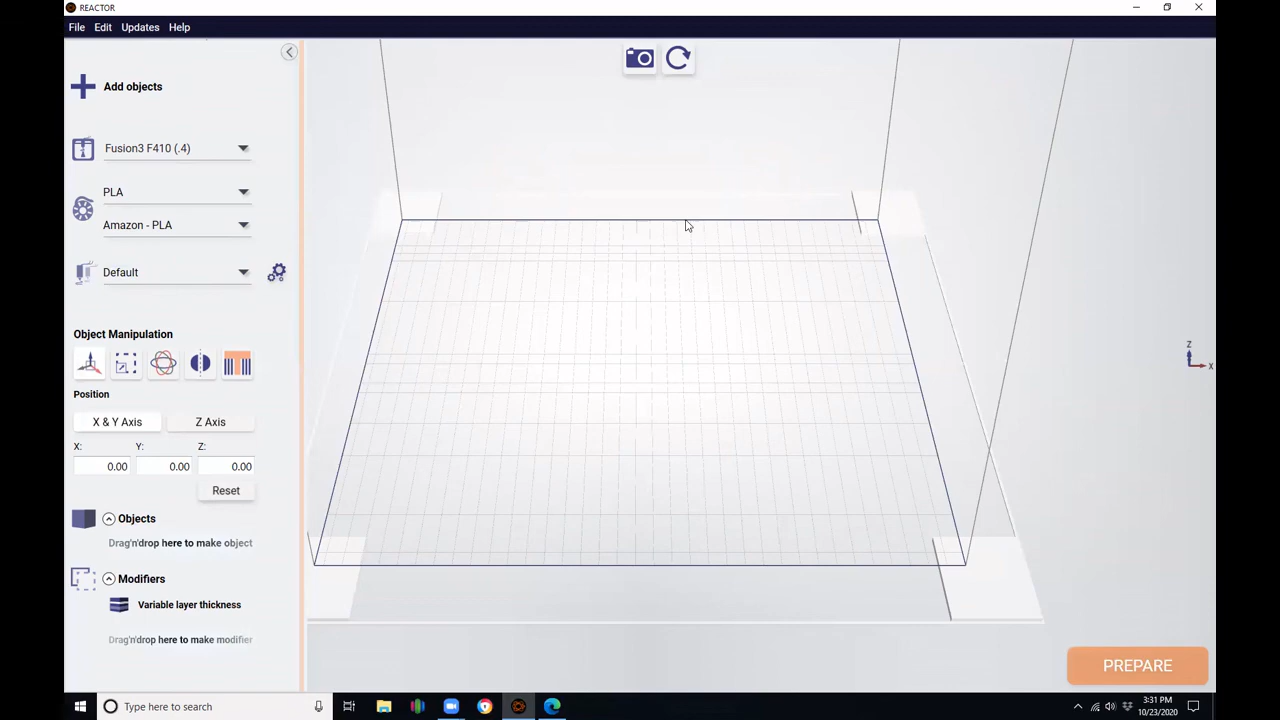 REACTOR
File Edit Updates Help
Add objects
Fusion3 F410 (.4)
PLA
Amazon - PLA
Default
Object Manipulation
Position
X & Y Axis Z Axis
X: Y: Z:
0.00 0.00 0.00
Reset
Objects
Drag'n'drop here to make object
Modifiers
Variable layer thickness
Drag'n'drop here to make modifier
Z
X
PREPARE
Type here to search
3:31 PM
10/23/2020